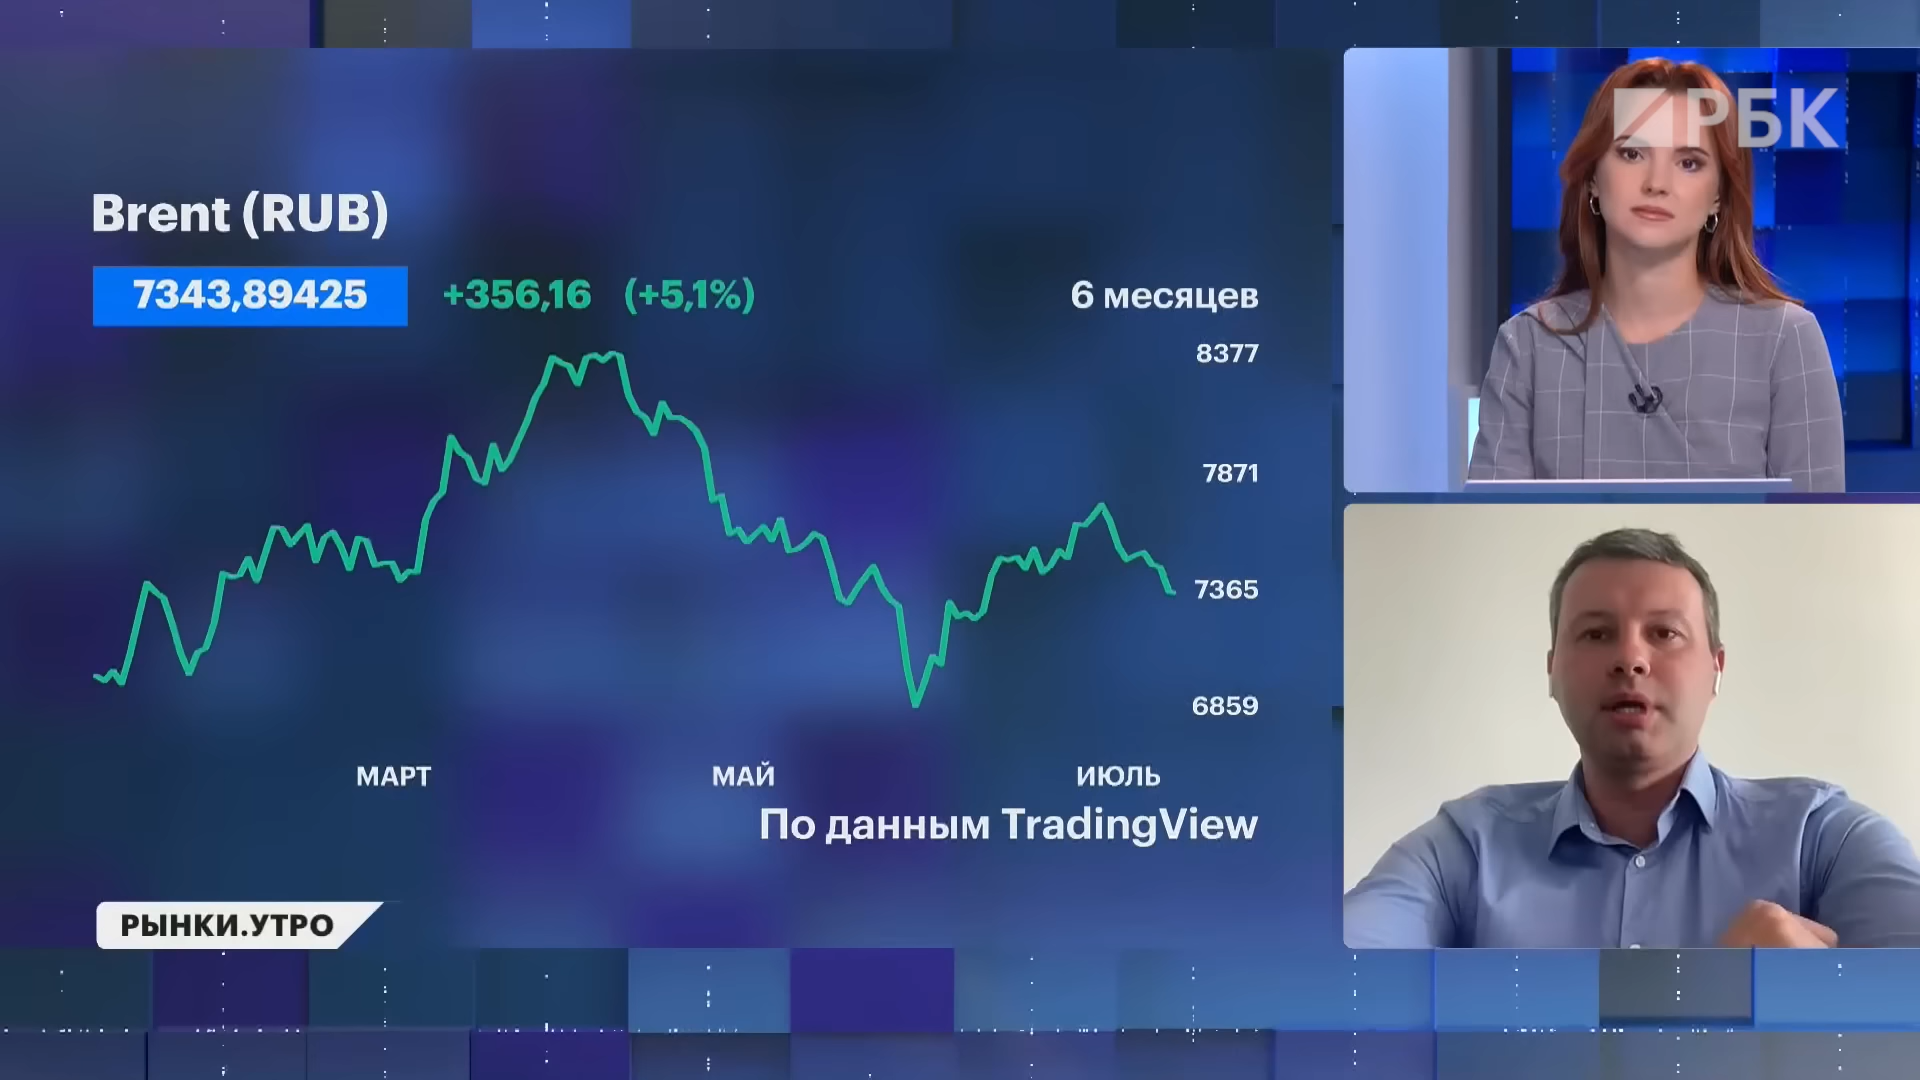 Brent (RUB)
7343,89425 +356,16 (+5,1%) 6 месяцев
8377
7871
7365
6859
МАРТ МАЙ ИЮЛЬ
По данным TradingView
РЫНКИ.УТРО
РБК